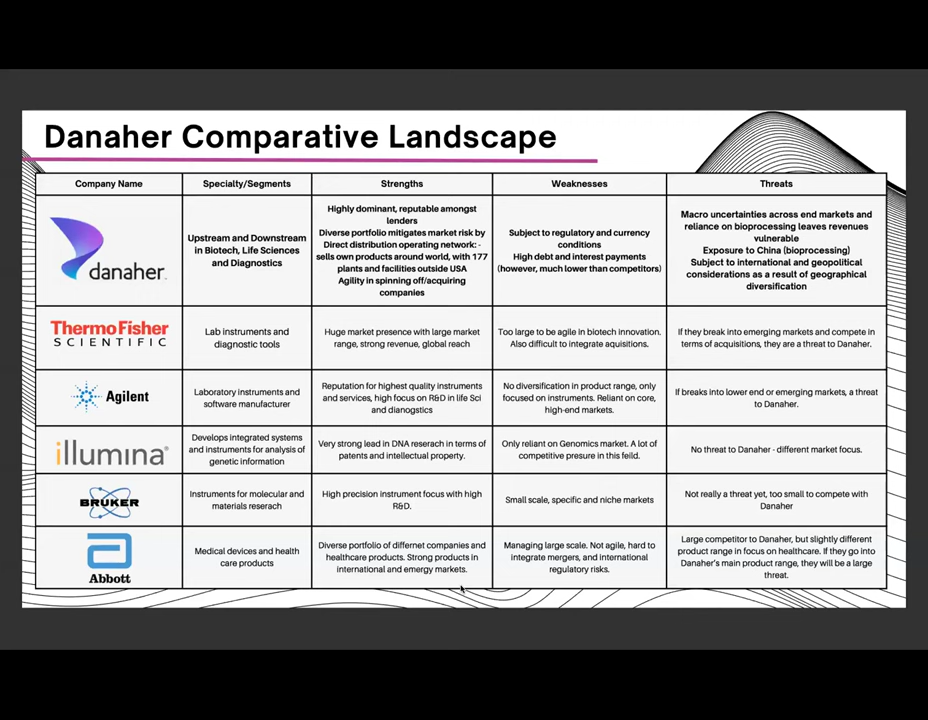 Danaher Comparative Landscape
Company Name
Specialty/Segments
Strengths
Weaknesses
Threats
danaher.
Upstream and Downstream
in Biotech, Life Sciences
and Diagnostics
Highly dominant, reputable amongst
lenders
Diverse portfolio mitigates market risk by
Direct distribution operating network: -
sells own products around world, with 177
plants and facilities outside USA
Agility in spinning off/acquiring
companies
Subject to regulatory and currency
conditions
High debt and interest payments
(however, much lower than competitors)
Macro uncertainties across end markets and
reliance on bioprocessing leaves revenues
vulnerable
Exposure to China (bioprocessing)
Subject to international and geopolitical
considerations as a result of geographical
diversification
ThermoFisher
SCIENTIFIC
Lab instruments and
diagnostic tools
Huge market presence with large market
range, strong revenue, global reach
Too large to be agile in biotech innovation.
Also difficult to integrate aquisitions.
If they break into emerging markets and compete in
terms of acquisitions, they are a threat to Danaher.
Agilent
Laboratory instruments and
software manufacturer
Reputation for highest quality instruments
and services, high focus on R&D in life Sci
and dianogstics
No diversification in product range, only
focused on instruments. Reliant on core,
high-end markets.
If breaks into lower end or emerging markets, a threat
to Danaher.
illumina®
Develops integrated systems
and instruments for analysis of
genetic information
Very strong lead in DNA reserach in terms of
patents and intellectual property.
Only reliant on Genomics market. A lot of
competitive presure in this feild.
No threat to Danaher - different market focus.
BRUKER
Instruments for molecular and
materials reserach
High precision instrument focus with high
R&D.
Small scale, specific and niche markets
Not really a threat yet, too small to compete with
Danaher
Abbott
Medical devices and health
care products
Diverse portfolio of differnet companies and
healthcare products. Strong products in
international and emergy markets.
Managing large scale. Not agile, hard to
integrate mergers, and international
regulatory risks.
Large competitor to Danaher, but slightly different
product range in focus on healthcare. If they go into
Danaher's main product range, they will be a large
threat.